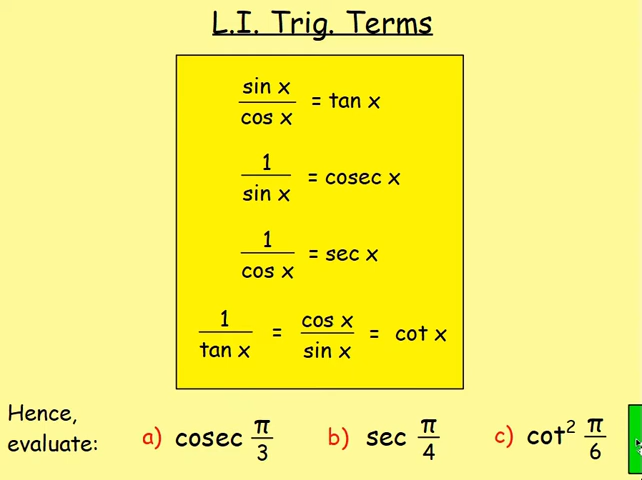 L.I. Trig. Terms
sin x / cos x = tan x
1 / sin x = cosec x
1 / cos x = sec x
1 / tan x = cos x / sin x = cot x
Hence, evaluate: a) cosec π/3 b) sec π/4 c) cot² π/6